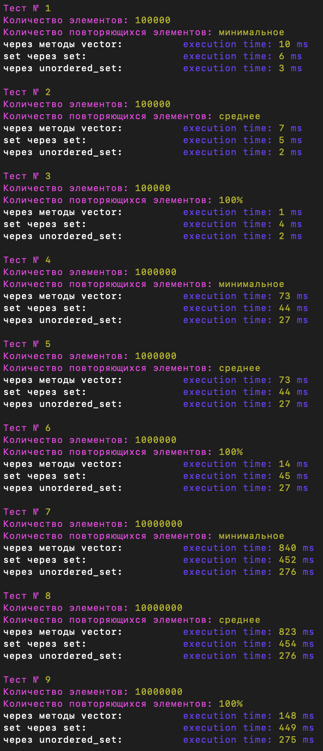 Тест № 1
Количество элементов: 100000
Количество повторяющихся элементов: минимальное
через методы vector: execution time: 10 ms
set через set: execution time: 6 ms
через unordered_set: execution time: 3 ms
Тест № 2
Количество элементов: 100000
Количество повторяющихся элементов: среднее
через методы vector: execution time: 7 ms
set через set: execution time: 5 ms
через unordered_set: execution time: 2 ms
Тест № 3
Количество элементов: 100000
Количество повторяющихся элементов: 100%
через методы vector: execution time: 1 ms
set через set: execution time: 4 ms
через unordered_set: execution time: 2 ms
Тест № 4
Количество элементов: 1000000
Количество повторяющихся элементов: минимальное
через методы vector: execution time: 73 ms
set через set: execution time: 44 ms
через unordered_set: execution time: 27 ms
Тест № 5
Количество элементов: 1000000
Количество повторяющихся элементов: среднее
через методы vector: execution time: 73 ms
set через set: execution time: 44 ms
через unordered_set: execution time: 27 ms
Тест № 6
Количество элементов: 1000000
Количество повторяющихся элементов: 100%
через методы vector: execution time: 14 ms
set через set: execution time: 45 ms
через unordered_set: execution time: 27 ms
Тест № 7
Количество элементов: 10000000
Количество повторяющихся элементов: минимальное
через методы vector: execution time: 840 ms
set через set: execution time: 452 ms
через unordered_set: execution time: 276 ms
Тест № 8
Количество элементов: 10000000
Количество повторяющихся элементов: среднее
через методы vector: execution time: 823 ms
set через set: execution time: 454 ms
через unordered_set: execution time: 276 ms
Тест № 9
Количество элементов: 10000000
Количество повторяющихся элементов: 100%
через методы vector: execution time: 148 ms
set через set: execution time: 449 ms
через unordered_set: execution time: 275 ms